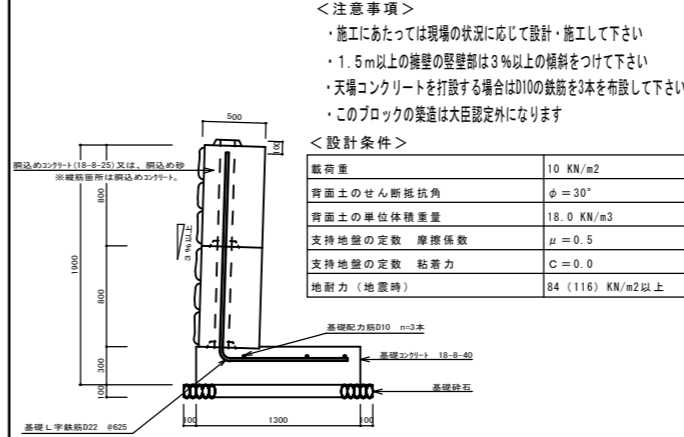 ＜注意事項＞
・施工にあたっては現場の状況に応じて設計・施工して下さい
・1.5m以上の擁壁の竪壁部は3%以上の傾斜をつけて下さい
・天場コンクリートを打設する場合はD10の鉄筋を3本を布設して下さい
・このブロックの築造は大臣認定外になります
＜設計条件＞
載荷重 10 KN/m2
背面土のせん断抵抗角 φ＝30°
背面土の単位体積重量 18.0 KN/m3
支持地盤の定数 摩擦係数 μ＝0.5
支持地盤の定数 粘着力 C＝0.0
地耐力（地震時） 84（116）KN/m2以上
500
100
胴込めコンクリート(18-8-25)又は、胴込め砂
※縦筋箇所は胴込めコンクリート。
800
3%以上
1900
800
基礎配力筋D10 n=3本
300
基礎コンクリート 18-8-40
100
基礎砕石
100
1300
100
基礎L字鉄筋D22 @625